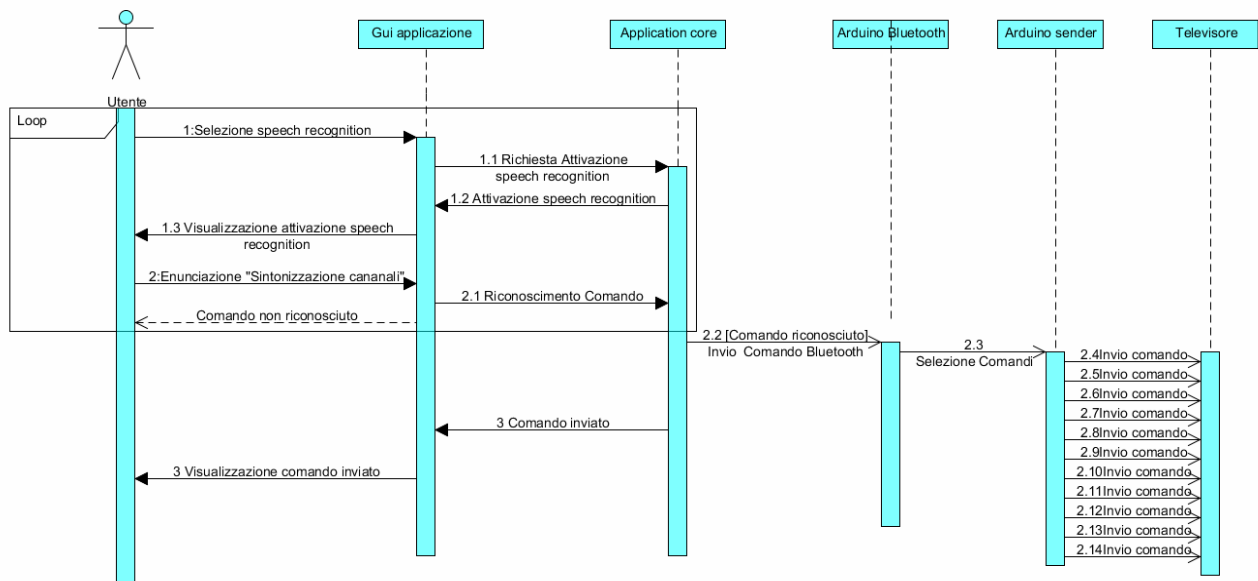 Gui applicazione
Application core
Arduino Bluetooth
Arduino sender
Televisore
Utente
Loop
1:Selezione speech recognition
1.1 Richiesta Attivazione
speech recognition
1.2 Attivazione speech recognition
1.3 Visualizzazione attivazione speech
recognition
2:Enunciazione "Sintonizzazione cananali"
2.1 Riconoscimento Comando
Comando non riconosciuto
2.2 [Comando riconosciuto]
Invio Comando Bluetooth
2.3
Selezione Comandi
2.4Invio comando
2.5Invio comando
2.6Invio comando
2.7Invio comando
2.8Invio comando
2.9Invio comando
2.10Invio comando
2.11Invio comando
2.12Invio comando
2.13Invio comando
2.14Invio comando
3 Comando inviato
3 Visualizzazione comando inviato